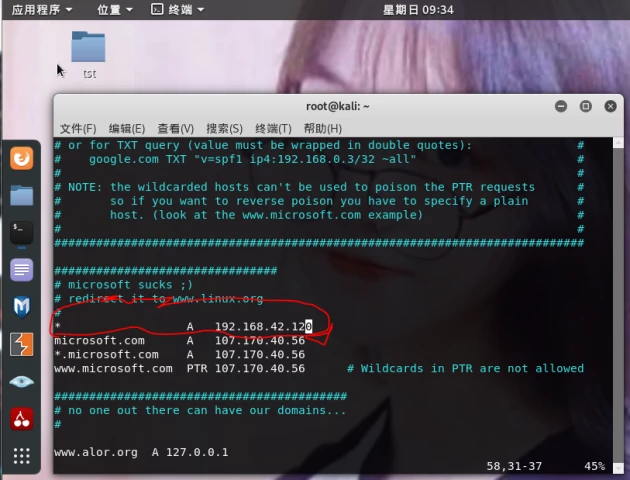 应用程序 位置 终端 星期日 09:34
tst
root@kali: ~
文件(F) 编辑(E) 查看(V) 搜索(S) 终端(T) 帮助(H)
# or for TXT query (value must be wrapped in double quotes): #
# google.com TXT "v=spf1 ip4:192.168.0.3/32 ~all" #
# #
# NOTE: the wildcarded hosts can't be used to poison the PTR requests #
# so if you want to reverse poison you have to specify a plain #
# host. (look at the www.microsoft.com example) #
# #
################################################################################
################################
# microsoft sucks ;)
# redirect it to www.linux.org
#
* A 192.168.42.120
microsoft.com A 107.170.40.56
*.microsoft.com A 107.170.40.56
www.microsoft.com PTR 107.170.40.56 # Wildcards in PTR are not allowed
##########################################
# no one out there can have our domains...
#
www.alor.org A 127.0.0.1
58,31-37 45%